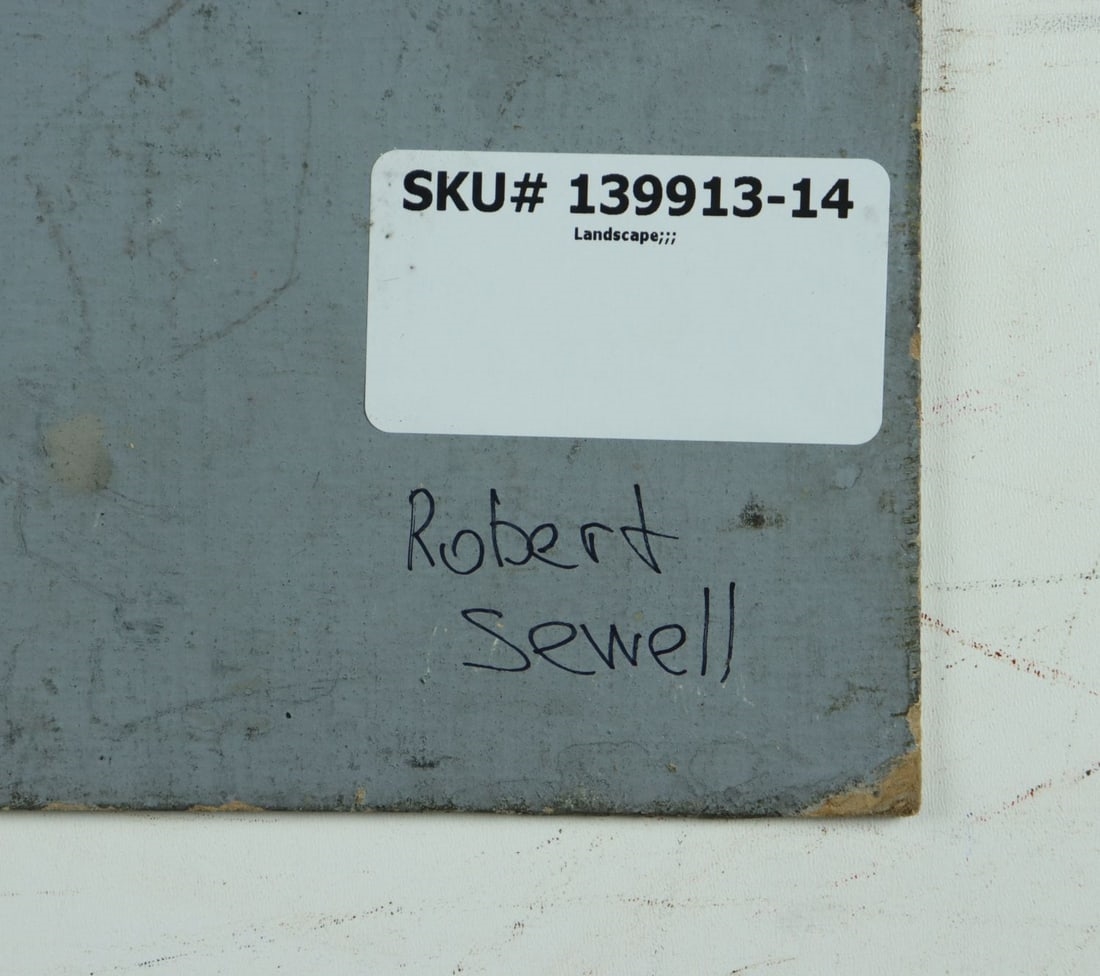 SKU# 139913-14
Landscape;;;
Robert
Sewell